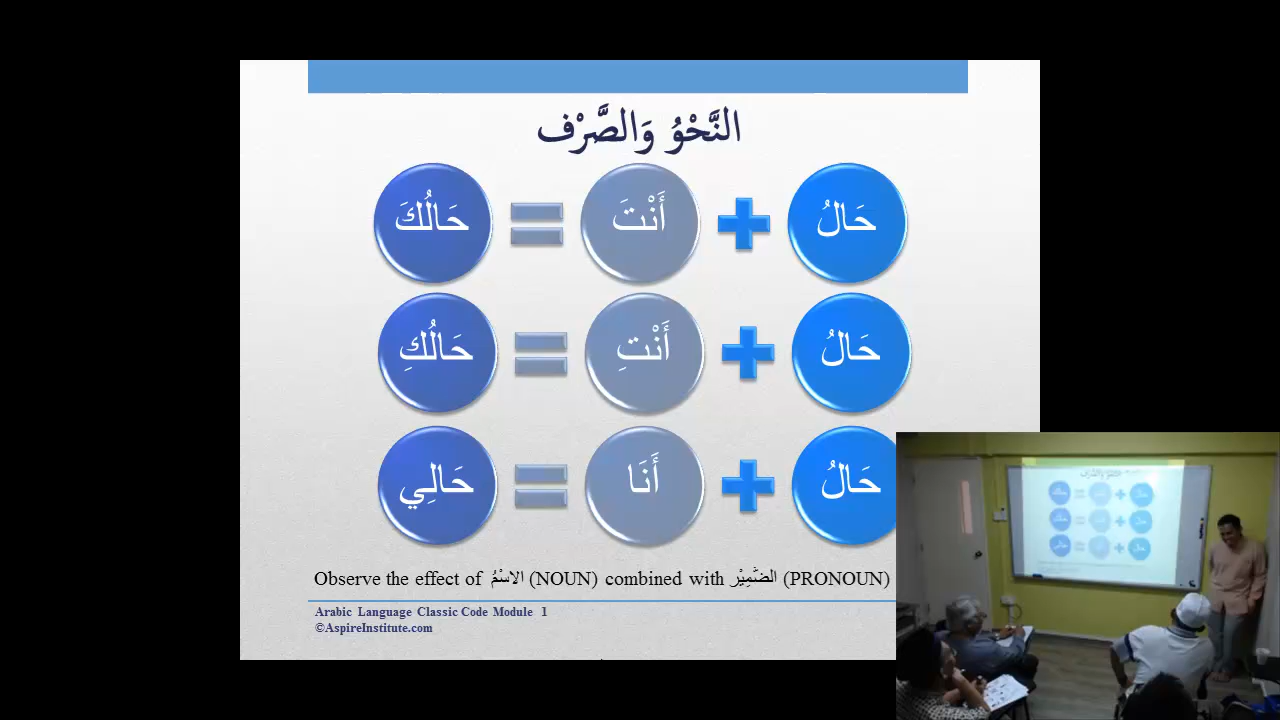 النَّحْوُ وَالصَّرْف
حَالُ + أَنْتَ = حَالُكَ
حَالُ + أَنْتِ = حَالُكِ
حَالُ + أَنَا = حَالِي
Observe the effect of الاسْمُ (NOUN) combined with الضَّمِيْر (PRONOUN)
Arabic Language Classic Code Module 1
©AspireInstitute.com